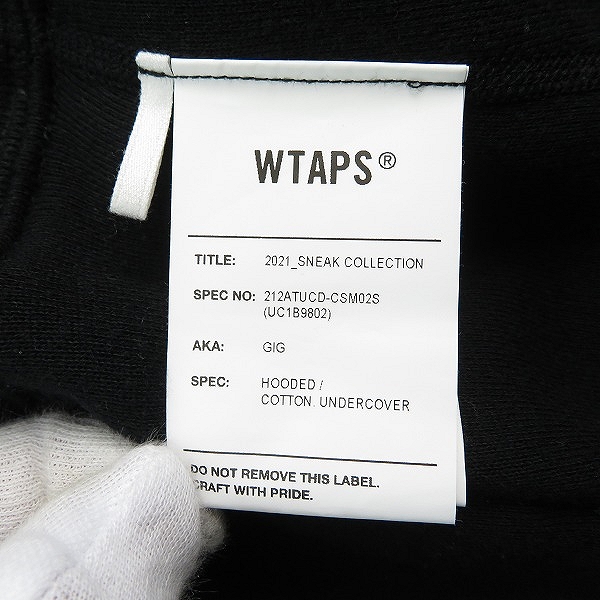 WTAPS®
TITLE: 2021_SNEAK COLLECTION
SPEC NO: 212ATUCD-CSM02S
(UC1B9802)
AKA: GIG
SPEC: HOODED /
COTTON. UNDERCOVER
DO NOT REMOVE THIS LABEL.
CRAFT WITH PRIDE.